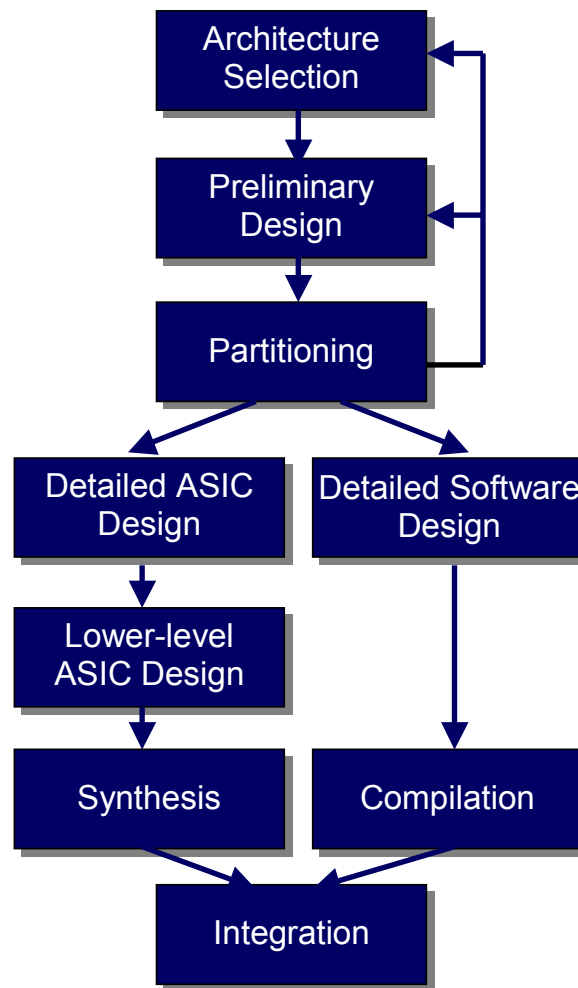 Architecture
Selection
Preliminary
Design
Partitioning
Detailed ASIC
Design
Detailed Software
Design
Lower-level
ASIC Design
Synthesis
Compilation
Integration